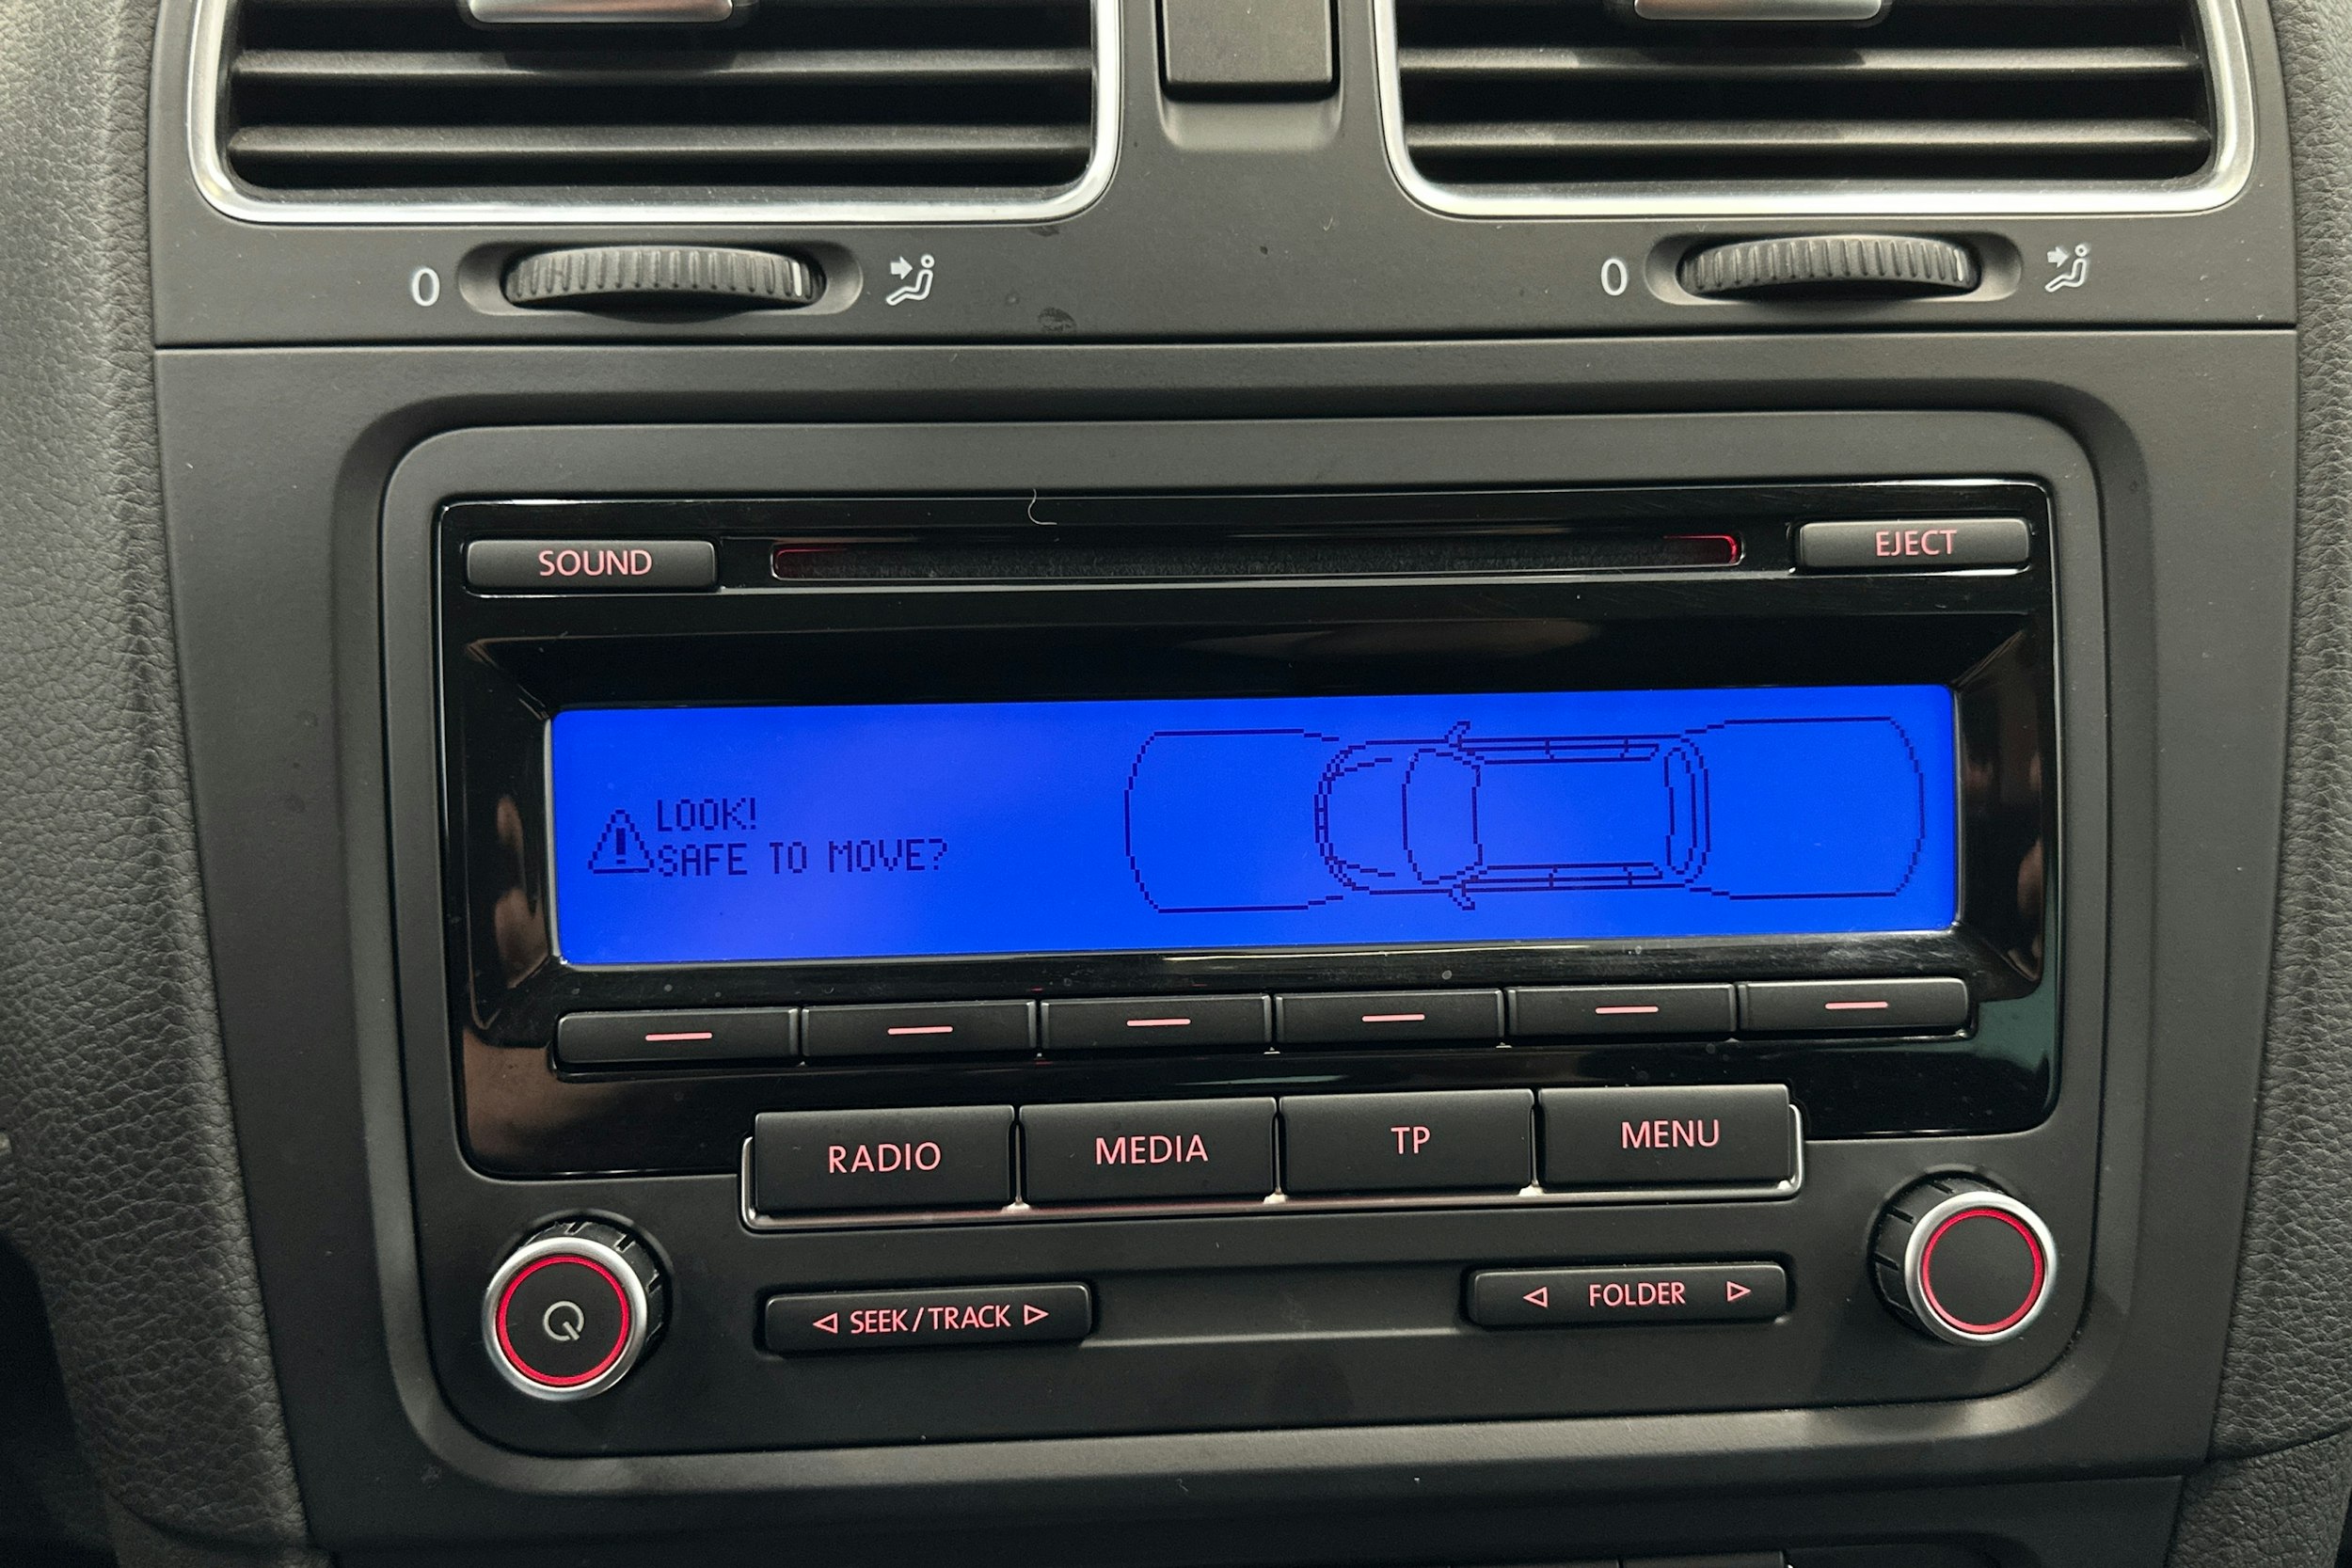 0
0
SOUND
EJECT
LOOK!
SAFE TO MOVE?
RADIO
MEDIA
TP
MENU
SEEK/TRACK
FOLDER